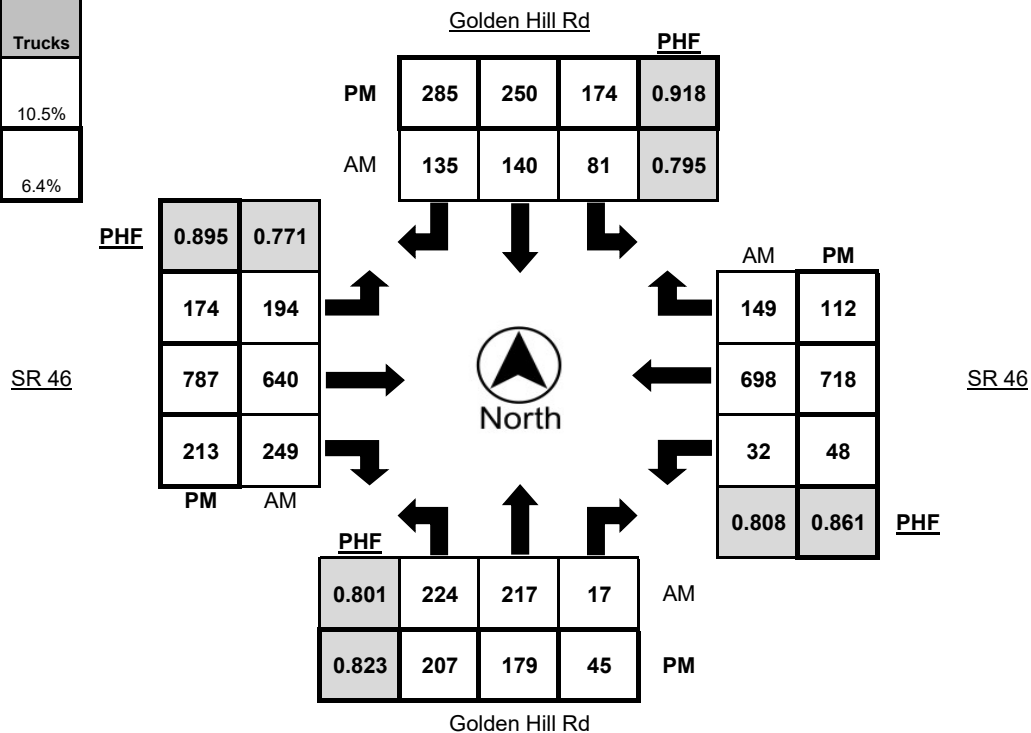 Golden Hill Rd
Trucks
PHF
PM 285 250 174 0.918
10.5%
AM 135 140 81 0.795
6.4%
PHF 0.895 0.771
AM PM
174 194
149 112
SR 46 787 640
698 718 SR 46
North
213 249
32 48
PM AM
0.808 0.861 PHF
PHF
0.801 224 217 17 AM
0.823 207 179 45 PM
Golden Hill Rd